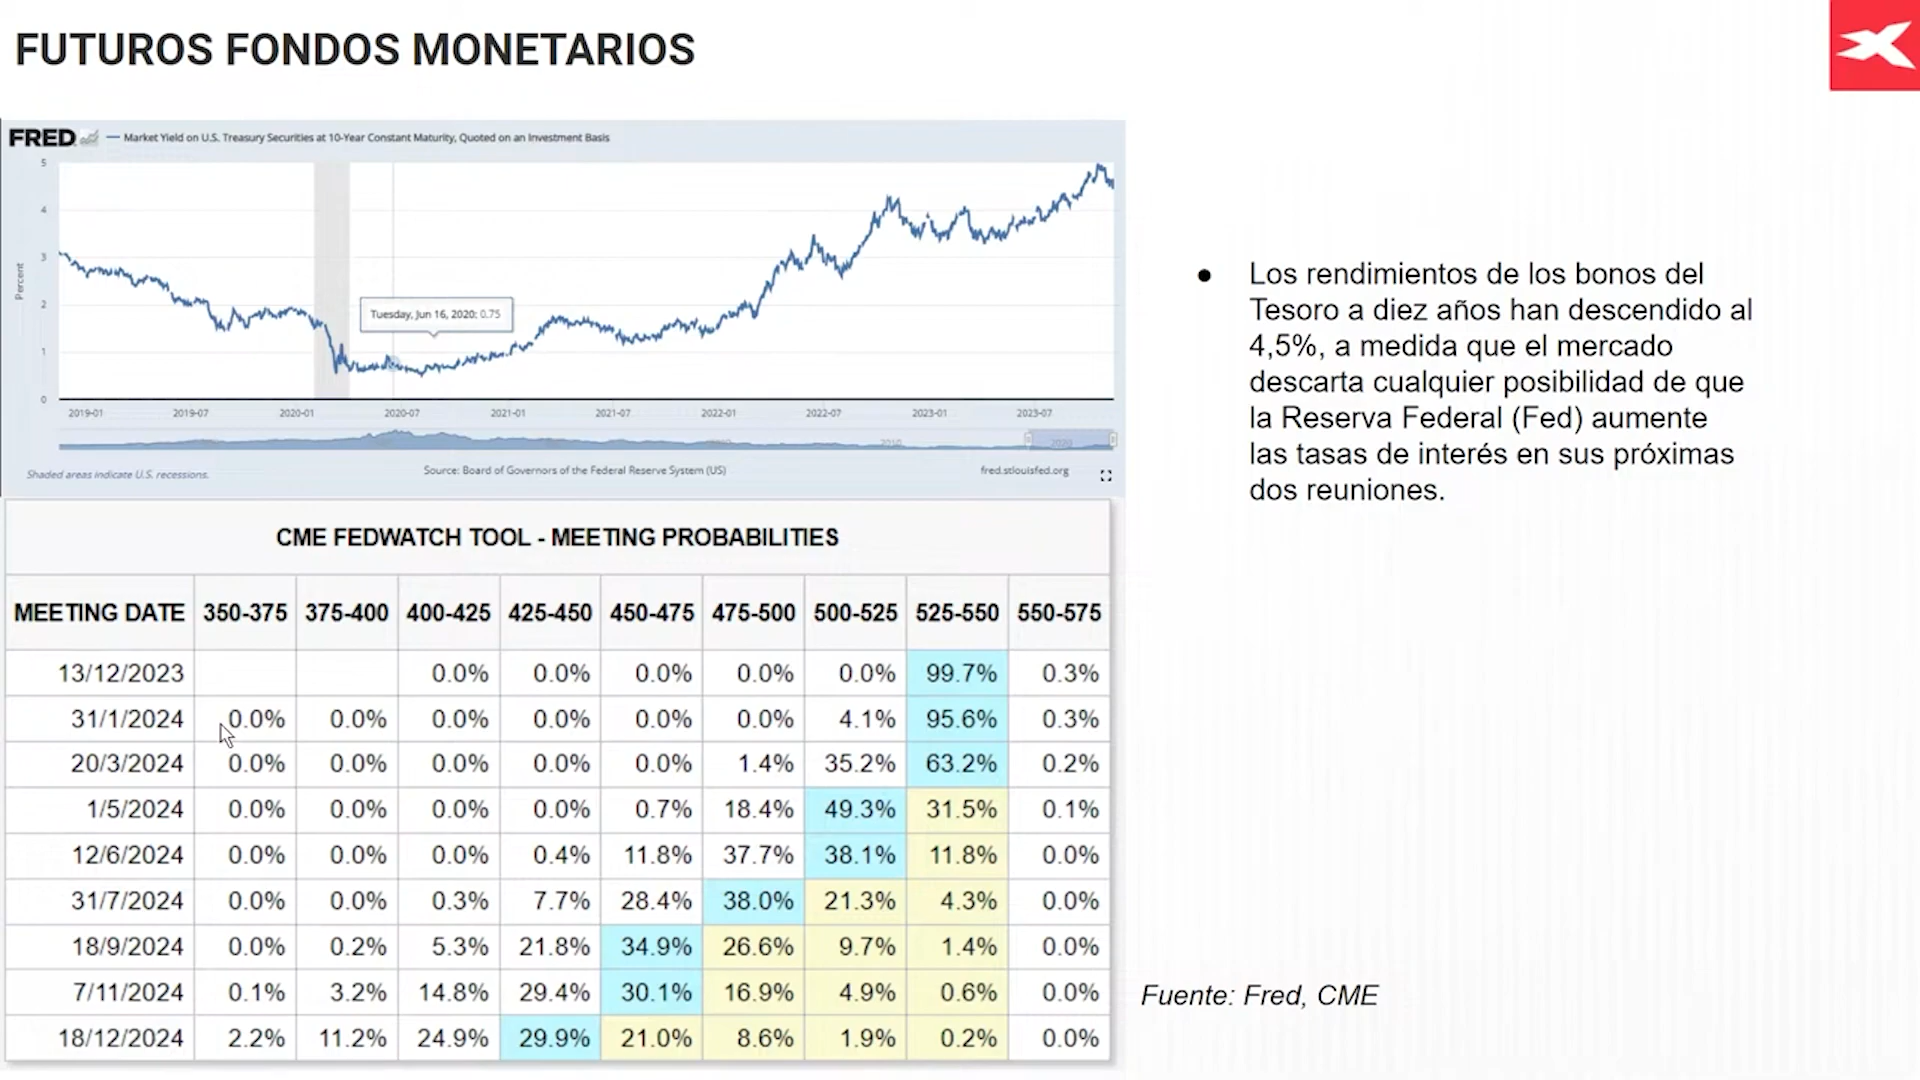 FUTUROS FONDOS MONETARIOS
FRED
Market Yield on U.S. Treasury Securities at 10-Year Constant Maturity, Quoted on an Investment Basis
5
4
3
2
1
0
Percent
Tuesday, Jun 16, 2020: 0.75
2019-01 2019-07 2020-01 2020-07 2021-01 2021-07 2022-01 2022-07 2023-01 2023-07
2010 2020
Shaded areas indicate U.S. recessions.
Source: Board of Governors of the Federal Reserve System (US)
fred.stlouisfed.org
CME FEDWATCH TOOL - MEETING PROBABILITIES
MEETING DATE 350-375 375-400 400-425 425-450 450-475 475-500 500-525 525-550 550-575
13/12/2023 0.0% 0.0% 0.0% 0.0% 0.0% 99.7% 0.3%
31/1/2024 0.0% 0.0% 0.0% 0.0% 0.0% 0.0% 4.1% 95.6% 0.3%
20/3/2024 0.0% 0.0% 0.0% 0.0% 0.0% 1.4% 35.2% 63.2% 0.2%
1/5/2024 0.0% 0.0% 0.0% 0.0% 0.7% 18.4% 49.3% 31.5% 0.1%
12/6/2024 0.0% 0.0% 0.0% 0.4% 11.8% 37.7% 38.1% 11.8% 0.0%
31/7/2024 0.0% 0.0% 0.3% 7.7% 28.4% 38.0% 21.3% 4.3% 0.0%
18/9/2024 0.0% 0.2% 5.3% 21.8% 34.9% 26.6% 9.7% 1.4% 0.0%
7/11/2024 0.1% 3.2% 14.8% 29.4% 30.1% 16.9% 4.9% 0.6% 0.0%
18/12/2024 2.2% 11.2% 24.9% 29.9% 21.0% 8.6% 1.9% 0.2% 0.0%
● Los rendimientos de los bonos del
Tesoro a diez años han descendido al
4,5%, a medida que el mercado
descarta cualquier posibilidad de que
la Reserva Federal (Fed) aumente
las tasas de interés en sus próximas
dos reuniones.
Fuente: Fred, CME